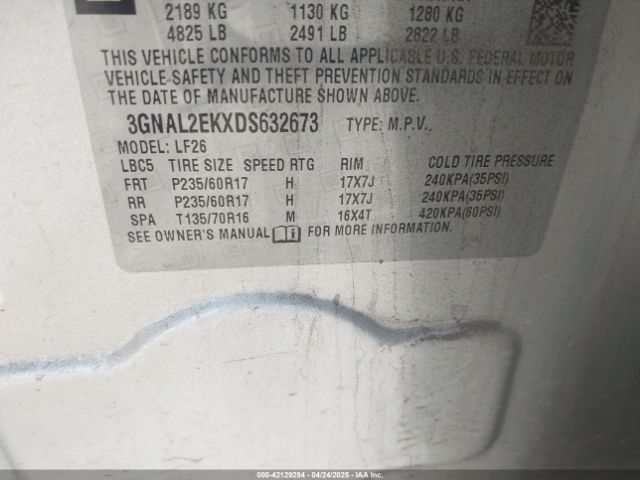 2189 KG 1130 KG 1280 KG
4825 LB 2491 LB 2822 LB
THIS VEHICLE CONFORMS TO ALL APPLICABLE U.S. FEDERAL MOTOR
VEHICLE SAFETY AND THEFT PREVENTION STANDARDS IN EFFECT ON
THE DATE OF MANUFACTURE SHOWN ABOVE.
3GNAL2EKXDS632673 TYPE: M.P.V.
MODEL: LF26
LBC5 TIRE SIZE SPEED RTG RIM COLD TIRE PRESSURE
FRT P235/60R17 H 17X7J 240KPA(35PSI)
RR P235/60R17 H 17X7J 240KPA(35PSI)
SPA T135/70R16 M 16X4T 420KPA(60PSI)
SEE OWNER'S MANUAL FOR MORE INFORMATION.
000-42129294 04/24/2025 IAAI.COM